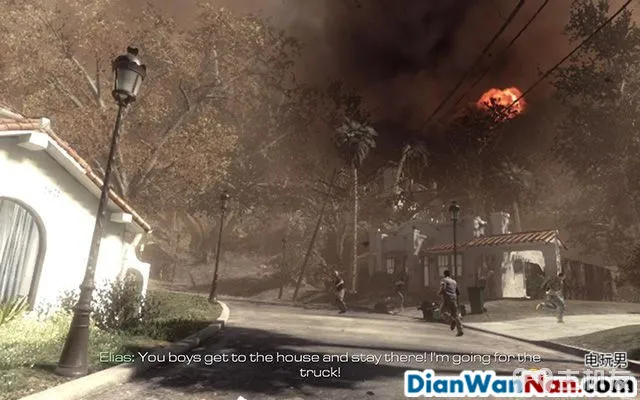 Elias: You boys get to the house and stay there! I'm going for the
truck!
电玩男
DianWanNan.com